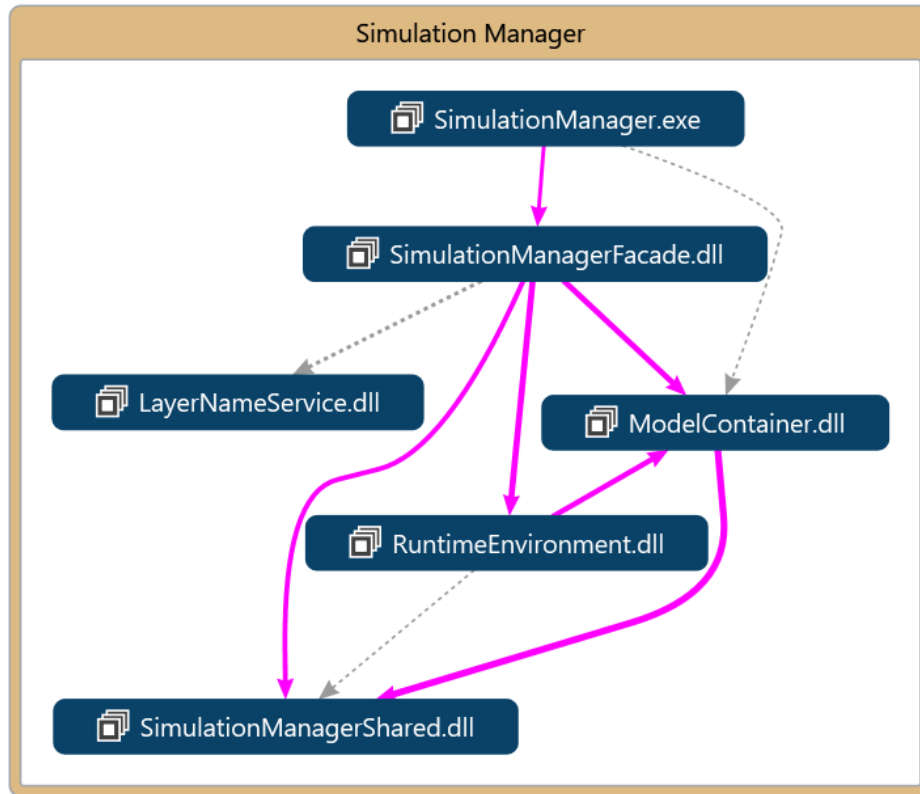 Simulation Manager
SimulationManager.exe
SimulationManagerFacade.dll
LayerNameService.dll
ModelContainer.dll
RuntimeEnvironment.dll
SimulationManagerShared.dll